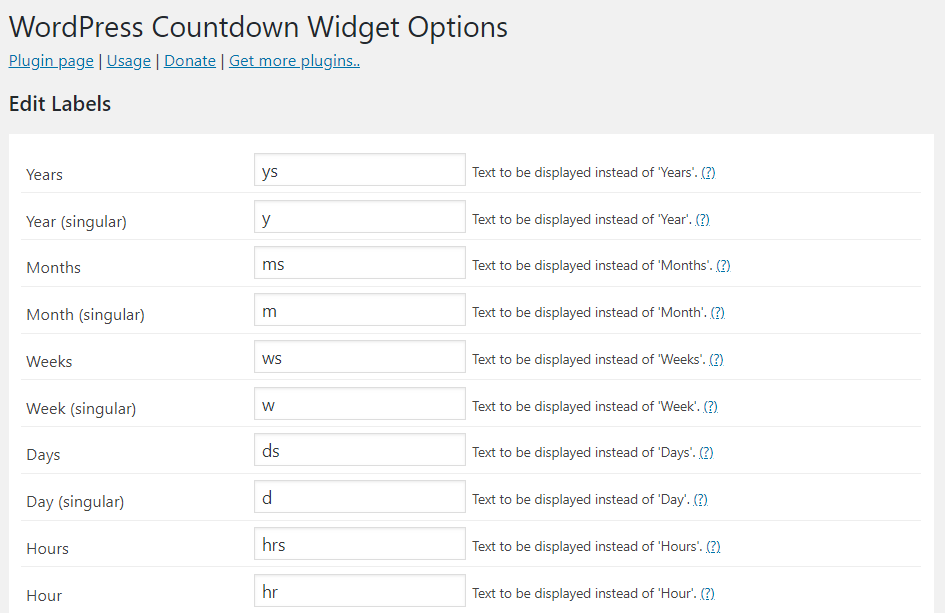 WordPress Countdown Widget Options
Plugin page | Usage | Donate | Get more plugins..
Edit Labels
Years ys Text to be displayed instead of 'Years'. (?)
Year (singular) y Text to be displayed instead of 'Year'. (?)
Months ms Text to be displayed instead of 'Months'. (?)
Month (singular) m Text to be displayed instead of 'Month'. (?)
Weeks ws Text to be displayed instead of 'Weeks'. (?)
Week (singular) w Text to be displayed instead of 'Week'. (?)
Days ds Text to be displayed instead of 'Days'. (?)
Day (singular) d Text to be displayed instead of 'Day'. (?)
Hours hrs Text to be displayed instead of 'Hours'. (?)
Hour hr Text to be displayed instead of 'Hour'. (?)